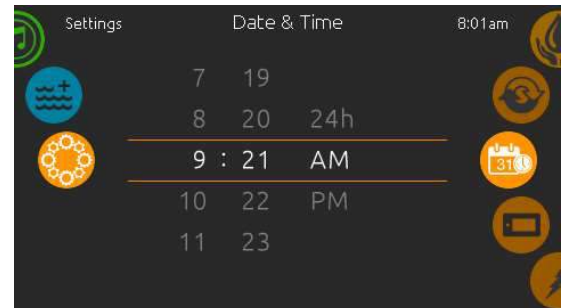 Settings Date & Time 8:01am
7 19
8 20 24h
9 : 21 AM
31
10 22 PM
11 23